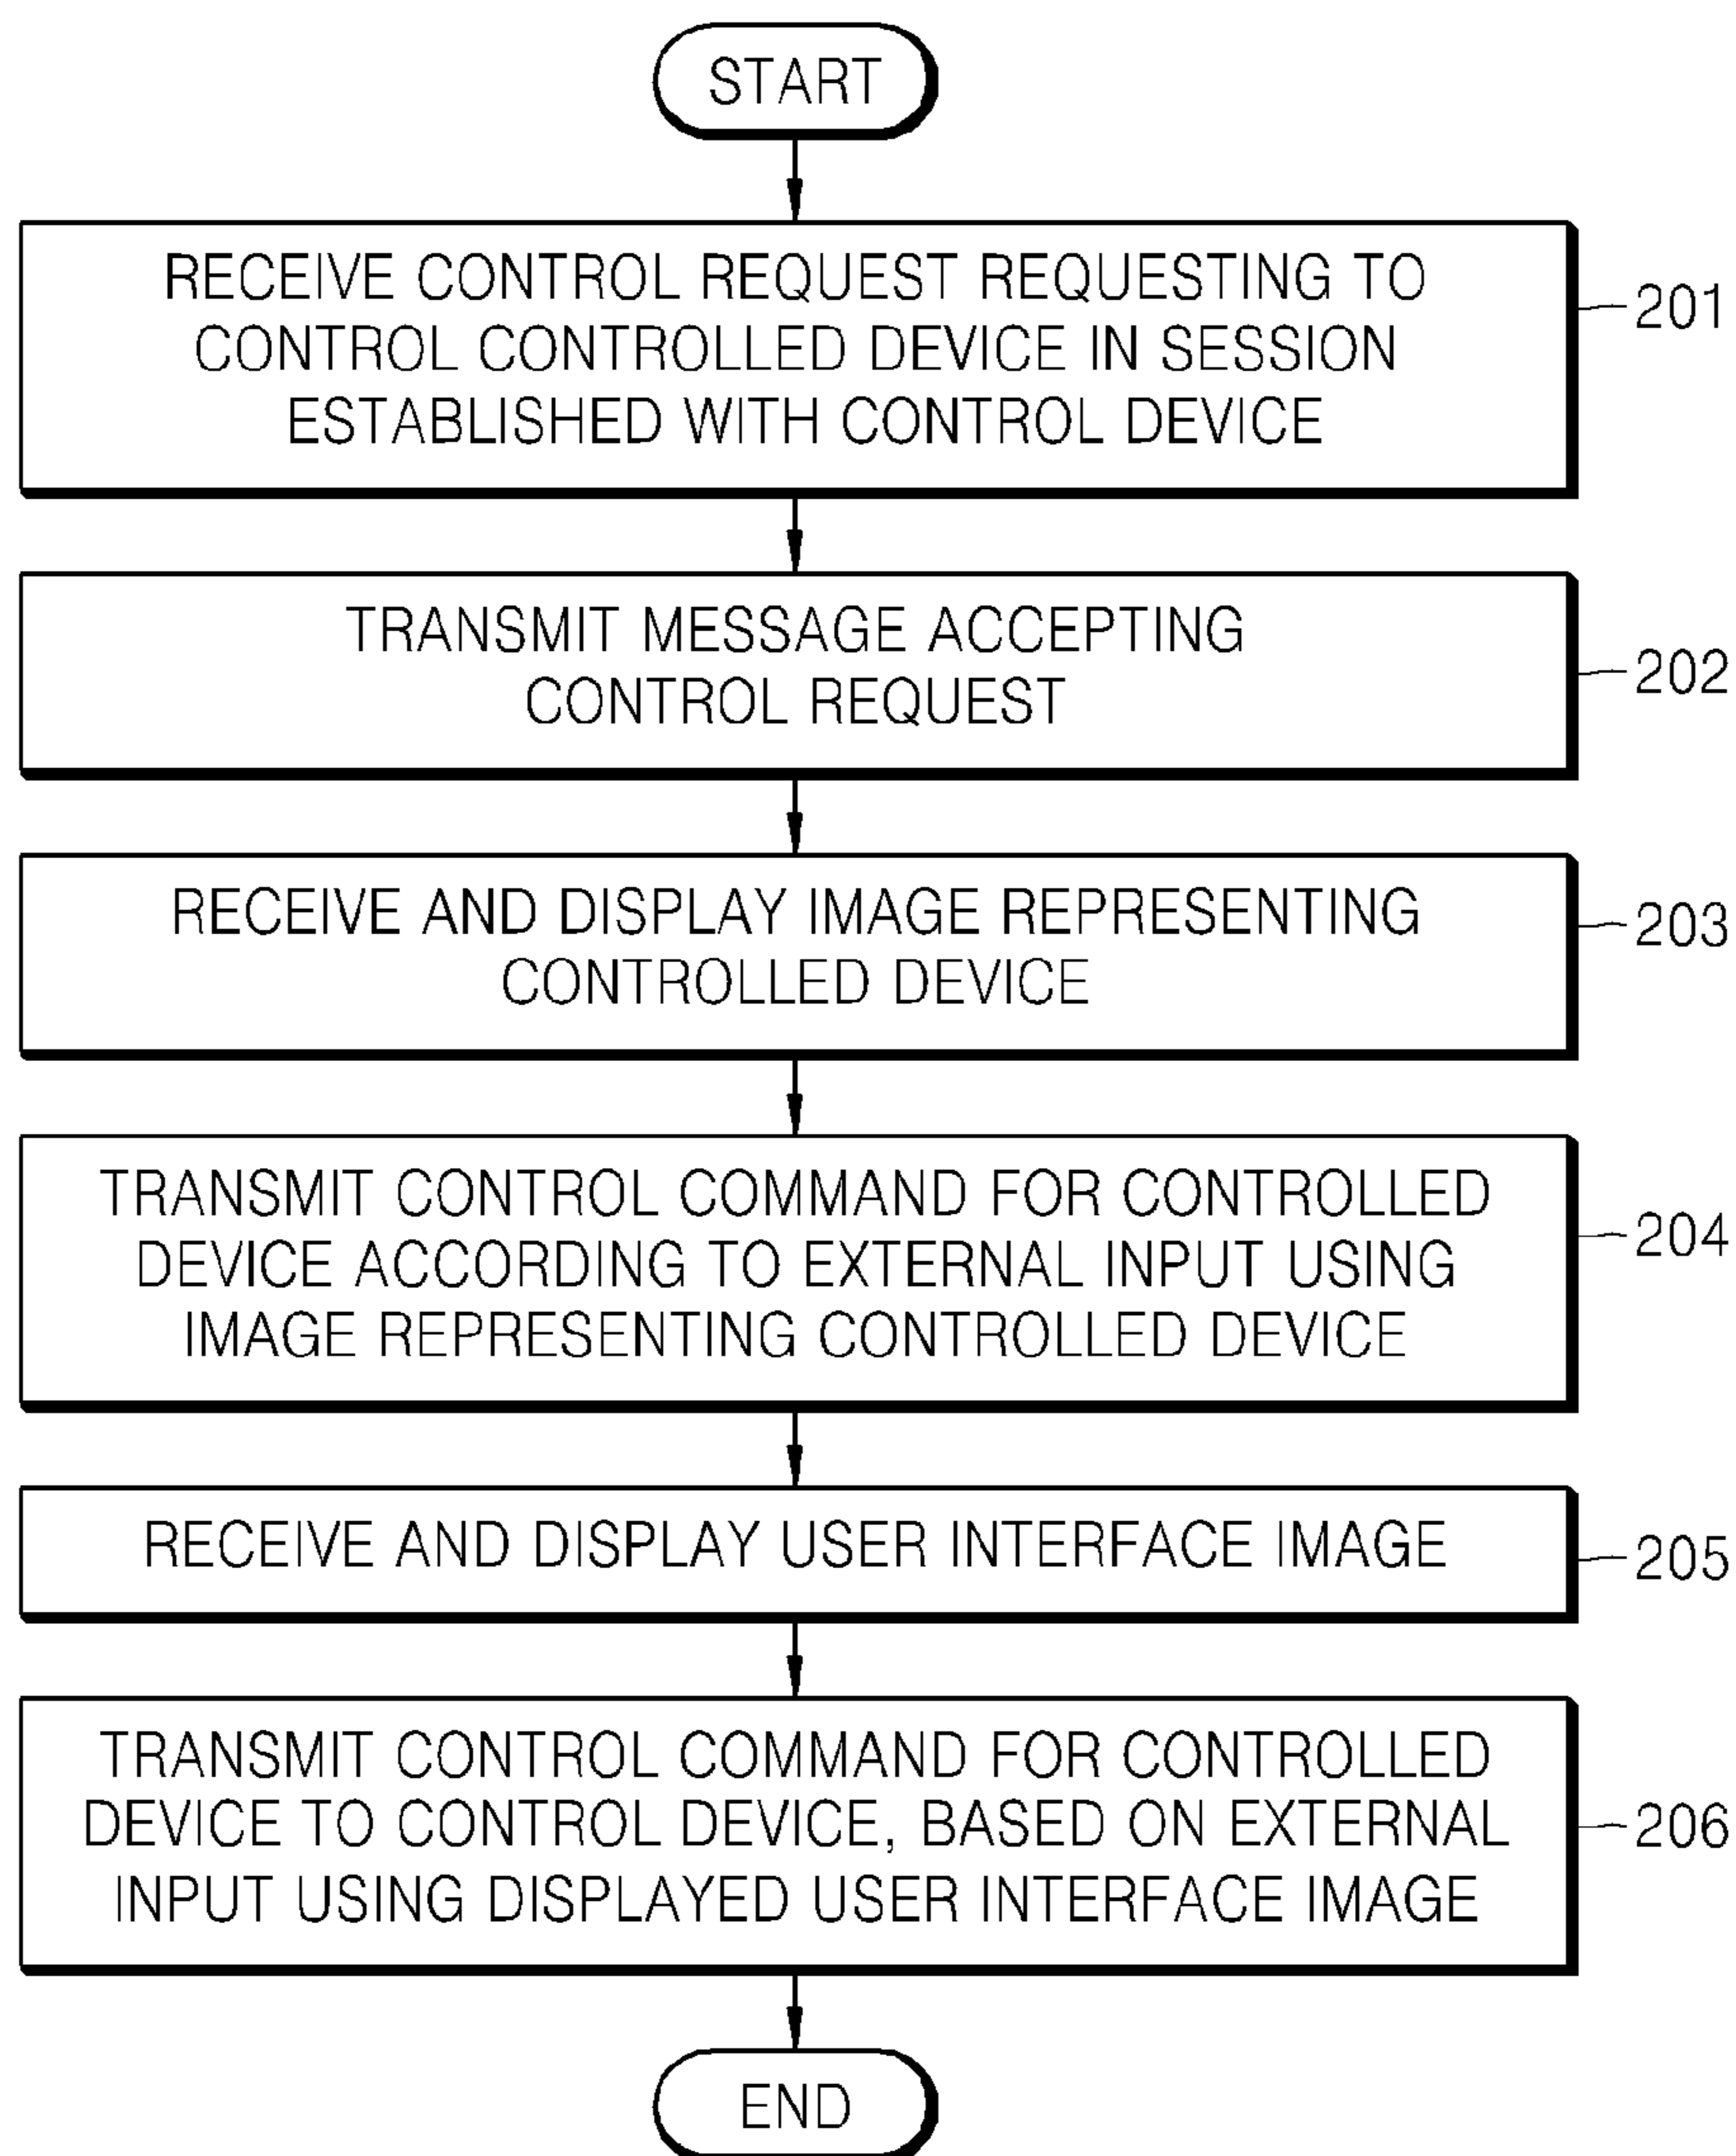 START
RECEIVE CONTROL REQUEST REQUESTING TO
CONTROL CONTROLLED DEVICE IN SESSION
ESTABLISHED WITH CONTROL DEVICE
201
TRANSMIT MESSAGE ACCEPTING
CONTROL REQUEST
202
RECEIVE AND DISPLAY IMAGE REPRESENTING
CONTROLLED DEVICE
203
TRANSMIT CONTROL COMMAND FOR CONTROLLED
DEVICE ACCORDING TO EXTERNAL INPUT USING
IMAGE REPRESENTING CONTROLLED DEVICE
204
RECEIVE AND DISPLAY USER INTERFACE IMAGE
205
TRANSMIT CONTROL COMMAND FOR CONTROLLED
DEVICE TO CONTROL DEVICE, BASED ON EXTERNAL
INPUT USING DISPLAYED USER INTERFACE IMAGE
206
END